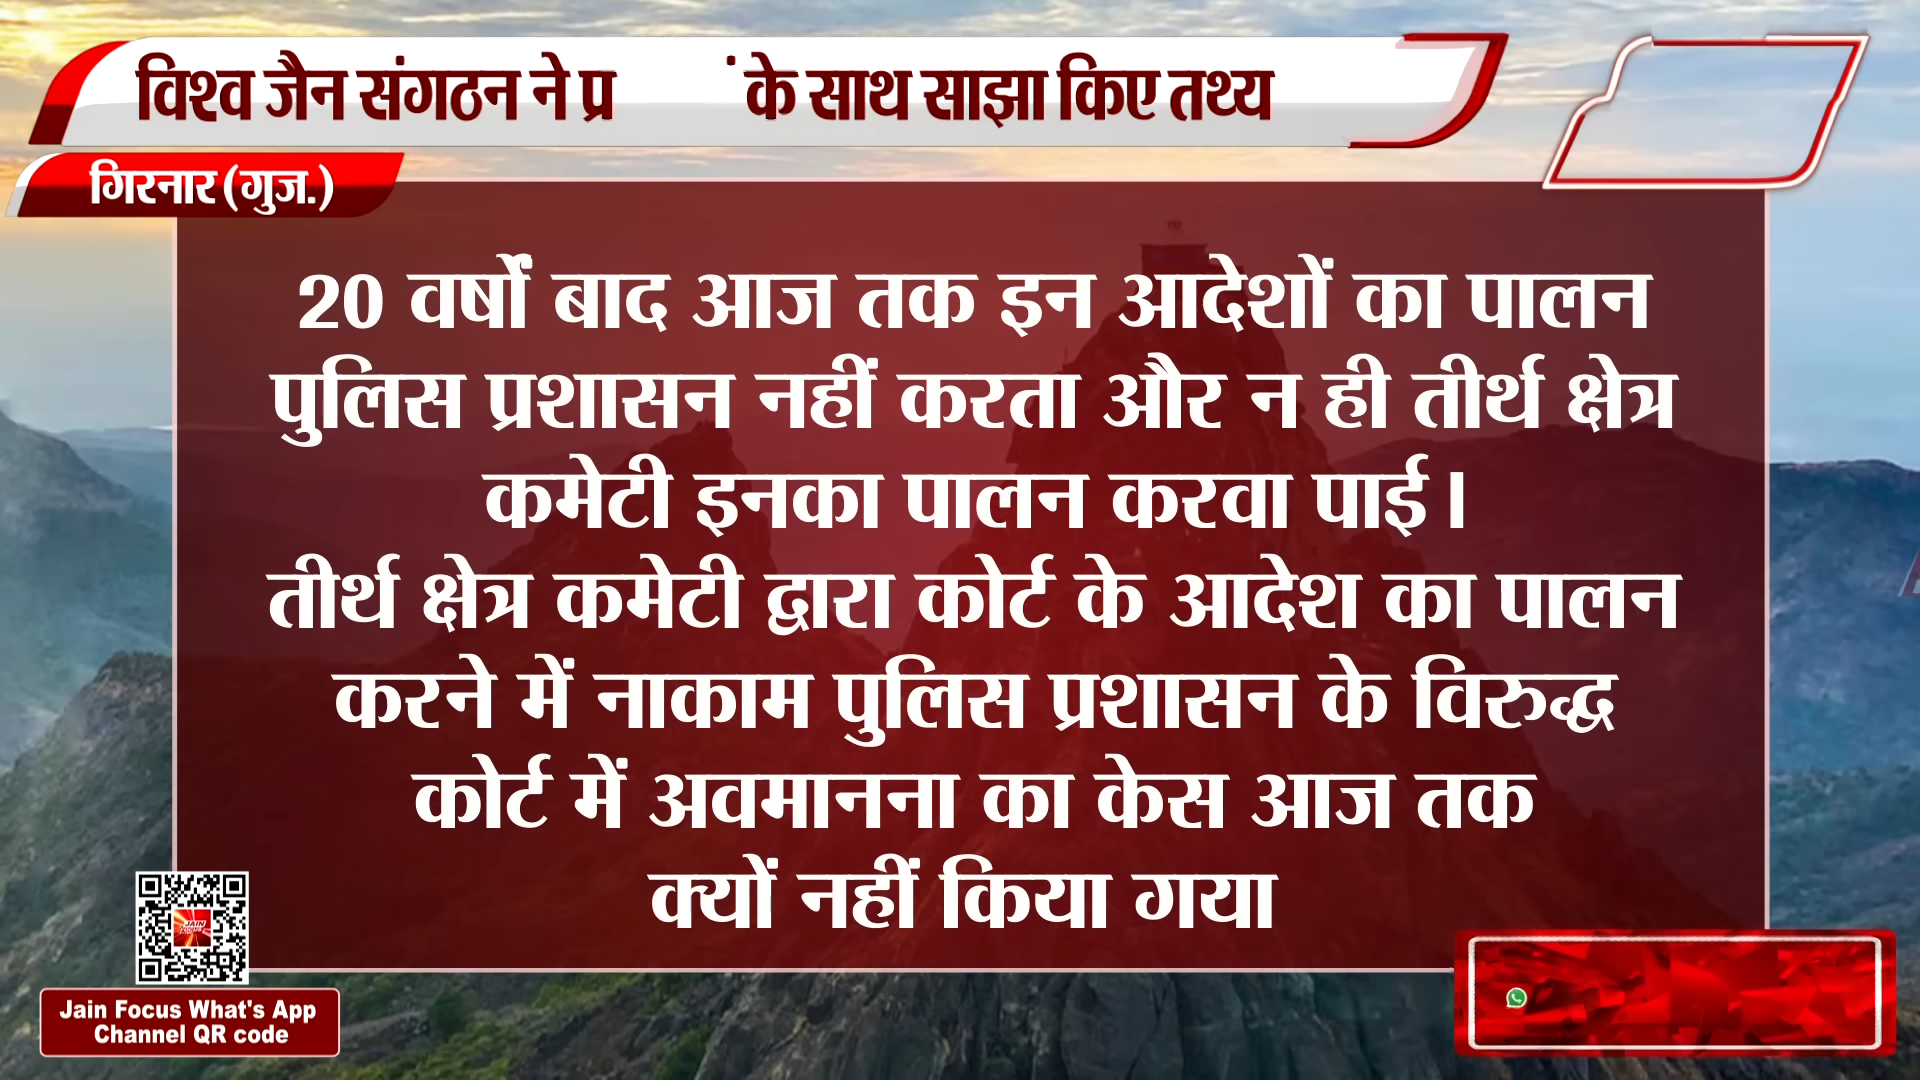 विश्व जैन संगठन ने के साथ साझा किए तथ्य
गिरनार (गुज.)
20 वर्षों बाद आज तक इन आदेशों का पालन
पुलिस प्रशासन नहीं करता और न ही तीर्थ क्षेत्र
कमेटी इनका पालन करवा पाई।
तीर्थ क्षेत्र कमेटी द्वारा कोर्ट के आदेश का पालन
करने में नाकाम पुलिस प्रशासन के विरुद्ध
कोर्ट में अवमानना का केस आज तक
क्यों नहीं किया गया
JAIN
FOCUS
Jain Focus What's App
Channel QR code